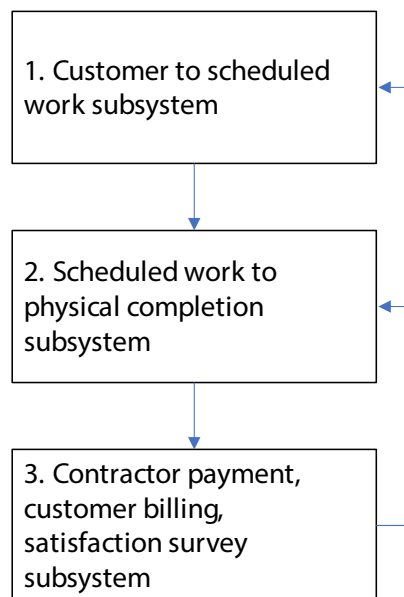 1. Customer to scheduled
work subsystem
2. Scheduled work to
physical completion
subsystem
3. Contractor payment,
customer billing,
satisfaction survey
subsystem